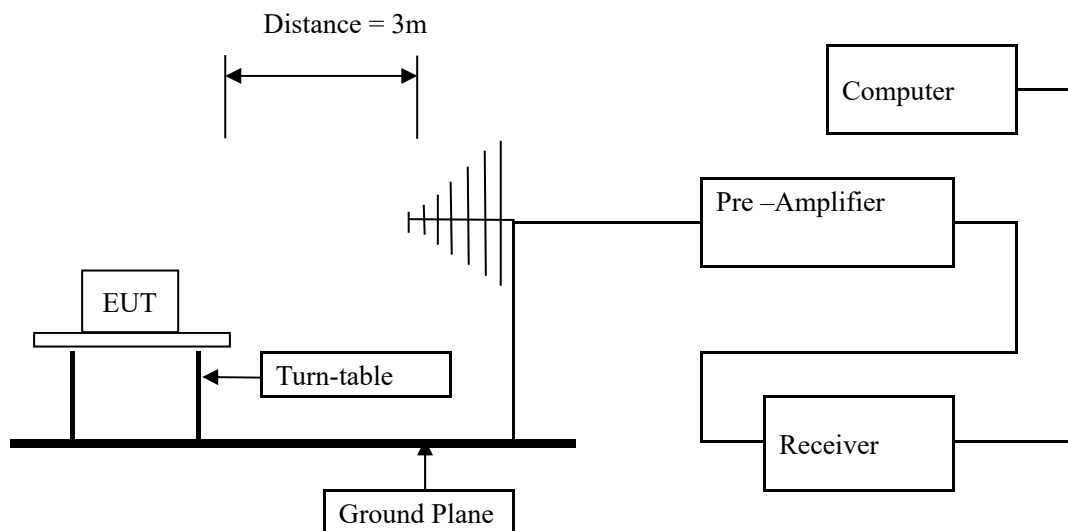 Distance = 3m
Computer
Pre –Amplifier
EUT
Turn-table
Receiver
Ground Plane